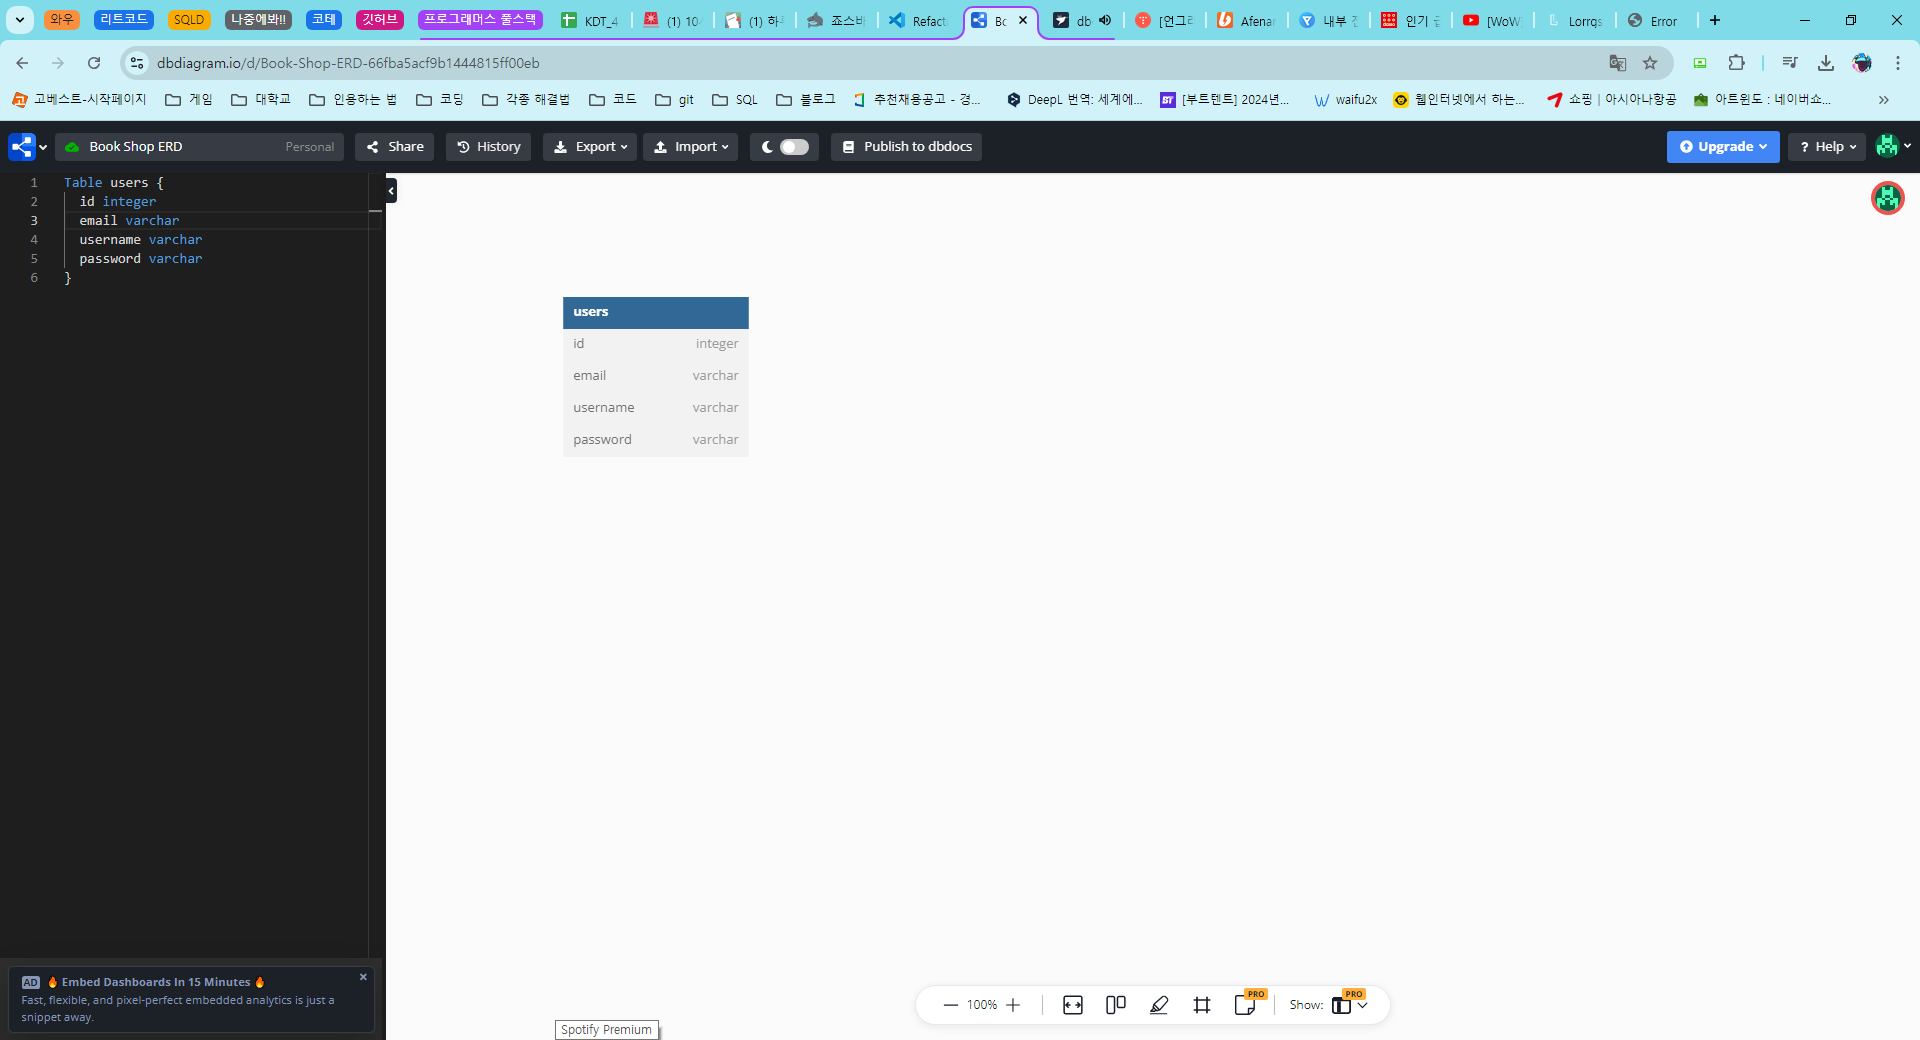 와우 리트코드 SQLD 나중에봐!! 코테 깃허브 프로그래머스 풀스택 KDT_4 (1) 10 (1) 하 죠스바 Refact Bo db [언그 Afenar 내부 인기 [WoW Lorrqs Error
dbdiagram.io/d/Book-Shop-ERD-66fba5acf9b1444815ff00eb
고베스트-시작페이지 게임 대학교 인용하는 법 코딩 각종 해결법 코드 git SQL 블로그 추천채용공고 - 경... DeepL 번역: 세계에... [부트텐트] 2024년... waifu2x 웹인터넷에서 하는... 쇼핑 | 아시아나항공 아트윈도 : 네이버쇼...
Book Shop ERD Personal Share History Export Import Publish to dbdocs Upgrade ? Help
1 Table users {
2 id integer
3 email varchar
4 username varchar
5 password varchar
6 }
users
id integer
email varchar
username varchar
password varchar
AD 🔥 Embed Dashboards In 15 Minutes 🔥
Fast, flexible, and pixel-perfect embedded analytics is just a
snippet away.
100% PRO Show: PRO
Spotify Premium